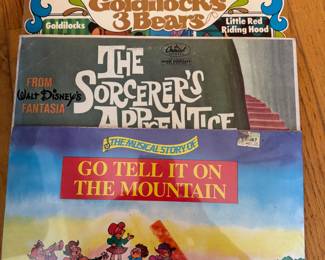 Goldilocks
3 Bears
Goldilocks
Little Red
Riding Hood
Capitol
THE
SORCERER'S
APPRENTICE
FROM
Walt Disney's
FANTASIA
THE MUSICAL STORY OF
GO TELL IT ON
THE MOUNTAIN